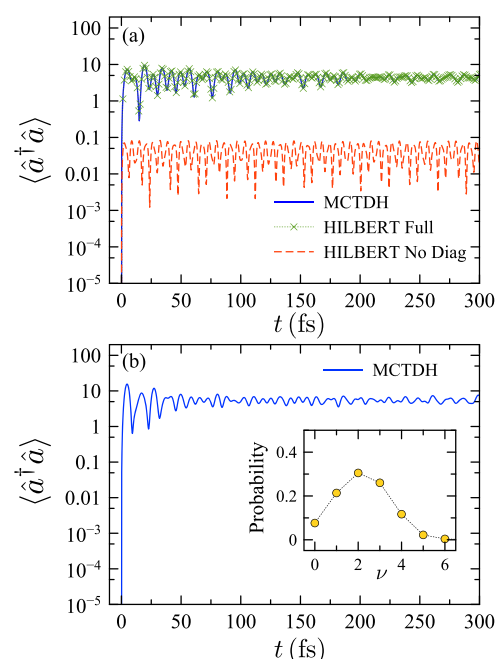 (a)
100
10
1
0.1
0.01
10⁻³
10⁻⁴
10⁻⁵
⟨â†â⟩
MCTDH
HILBERT Full
HILBERT No Diag
0 50 100 150 200 250 300
t (fs)
(b)
MCTDH
100
10
1
0.1
0.01
10⁻³
10⁻⁴
10⁻⁵
⟨â†â⟩
Probability
0.4
0.2
0
0 2 4 6
ν
0 50 100 150 200 250 300
t (fs)